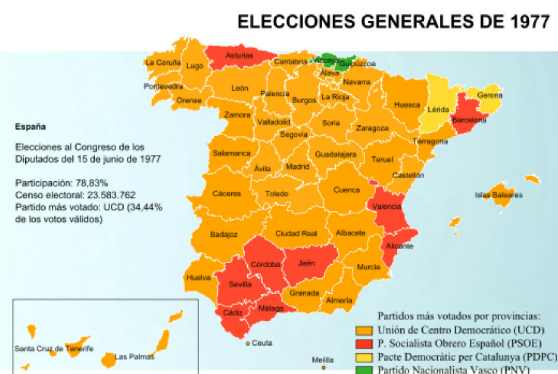 ELECCIONES GENERALES DE 1977
La Coruña
Lugo
Asturias
Cantabria
Vizcaya
Guipúzcoa
Álava
Navarra
Pontevedra
Orense
León
Palencia
Burgos
La Rioja
Huesca
Lérida
Gerona
Barcelona
Zamora
Valladolid
Soria
Zaragoza
Tarragona
Segovia
España
Elecciones al Congreso de los
Diputados del 15 de junio de 1977
Participación: 78,83%
Censo electoral: 23.583.762
Partido más votado: UCD (34,44%
de los votos válidos)
Salamanca
Ávila
Madrid
Guadalajara
Teruel
Castellón
Cáceres
Toledo
Cuenca
Valencia
Islas Baleares
Badajoz
Ciudad Real
Albacete
Alicante
Córdoba
Jaén
Murcia
Huelva
Sevilla
Granada
Almería
Cádiz
Málaga
Ceuta
Melilla
Santa Cruz de Tenerife
Las Palmas
Partidos más votados por provincias:
Unión de Centro Democrático (UCD)
P. Socialista Obrero Español (PSOE)
Pacte Democràtic per Catalunya (PDPC)
Partido Nacionalista Vasco (PNV)